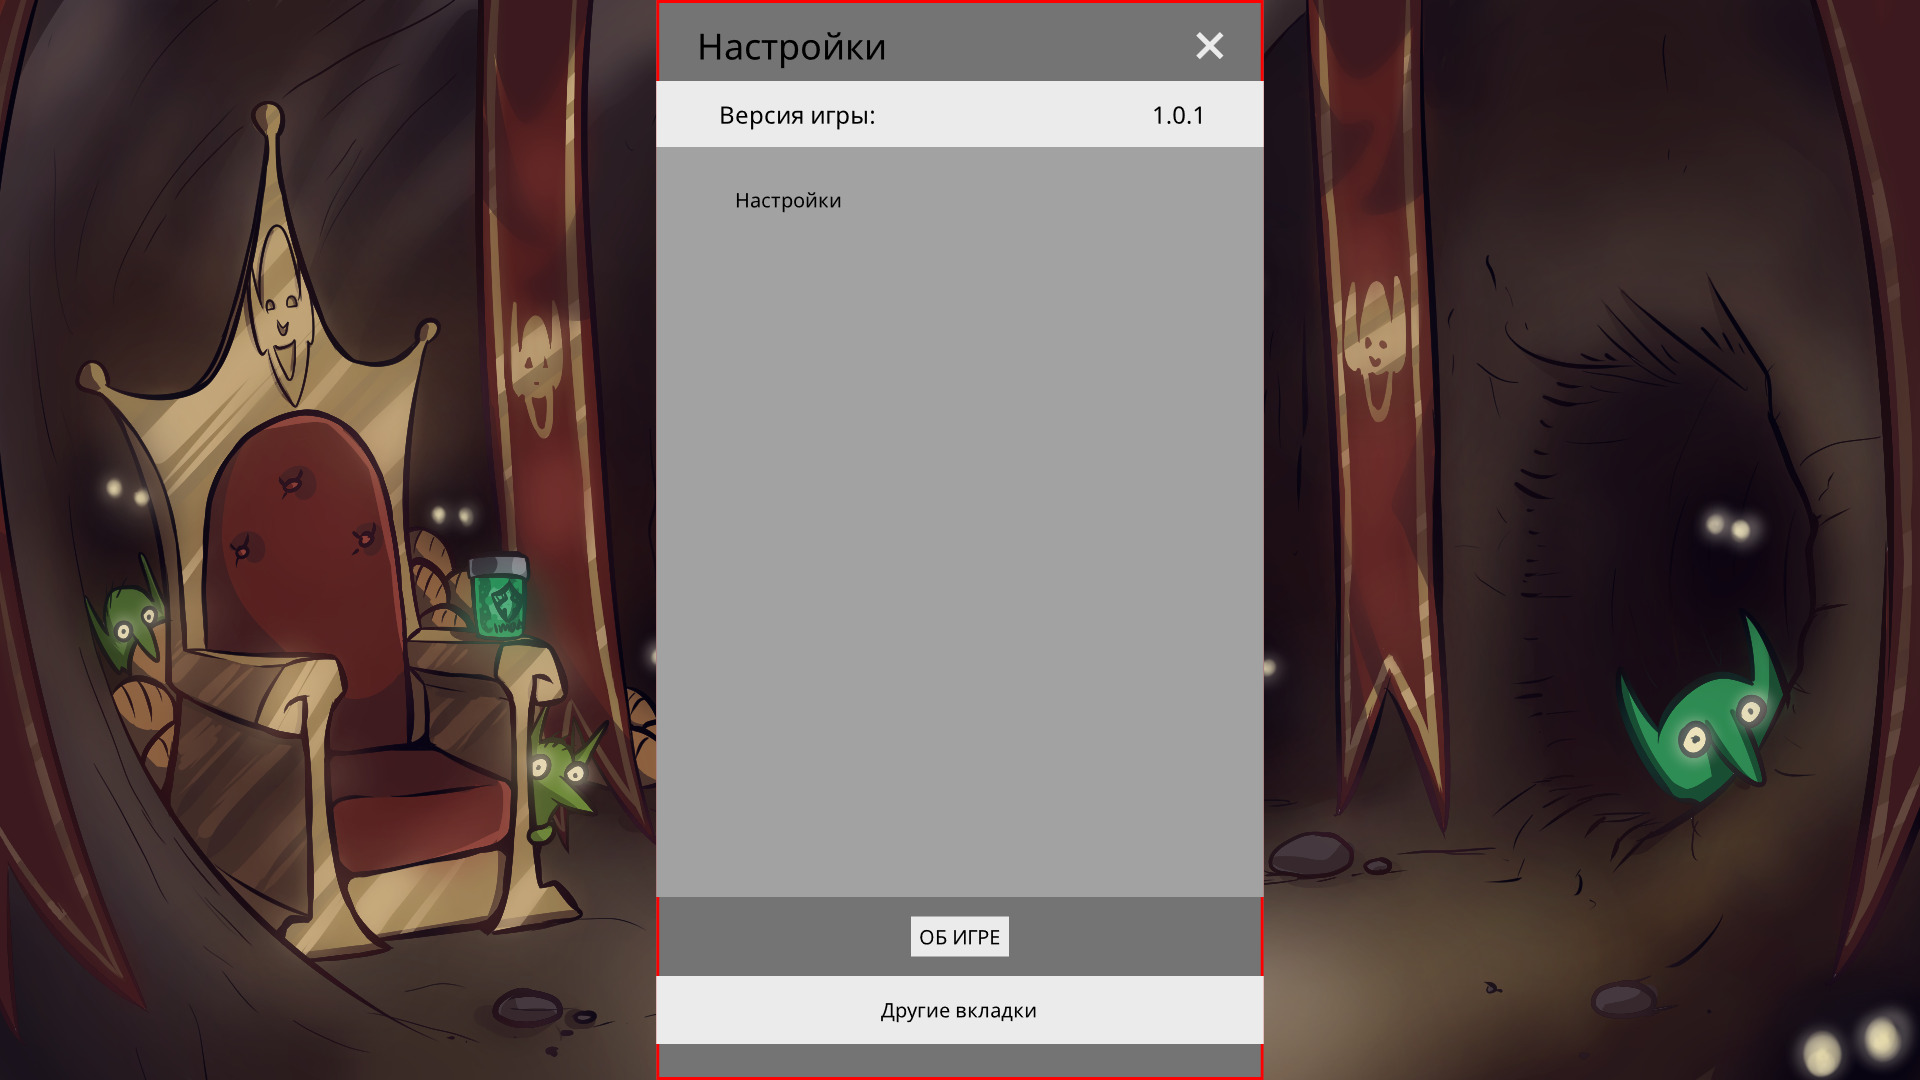 Настройки
Версия игры: 1.0.1
Настройки
ОБ ИГРЕ
Другие вкладки